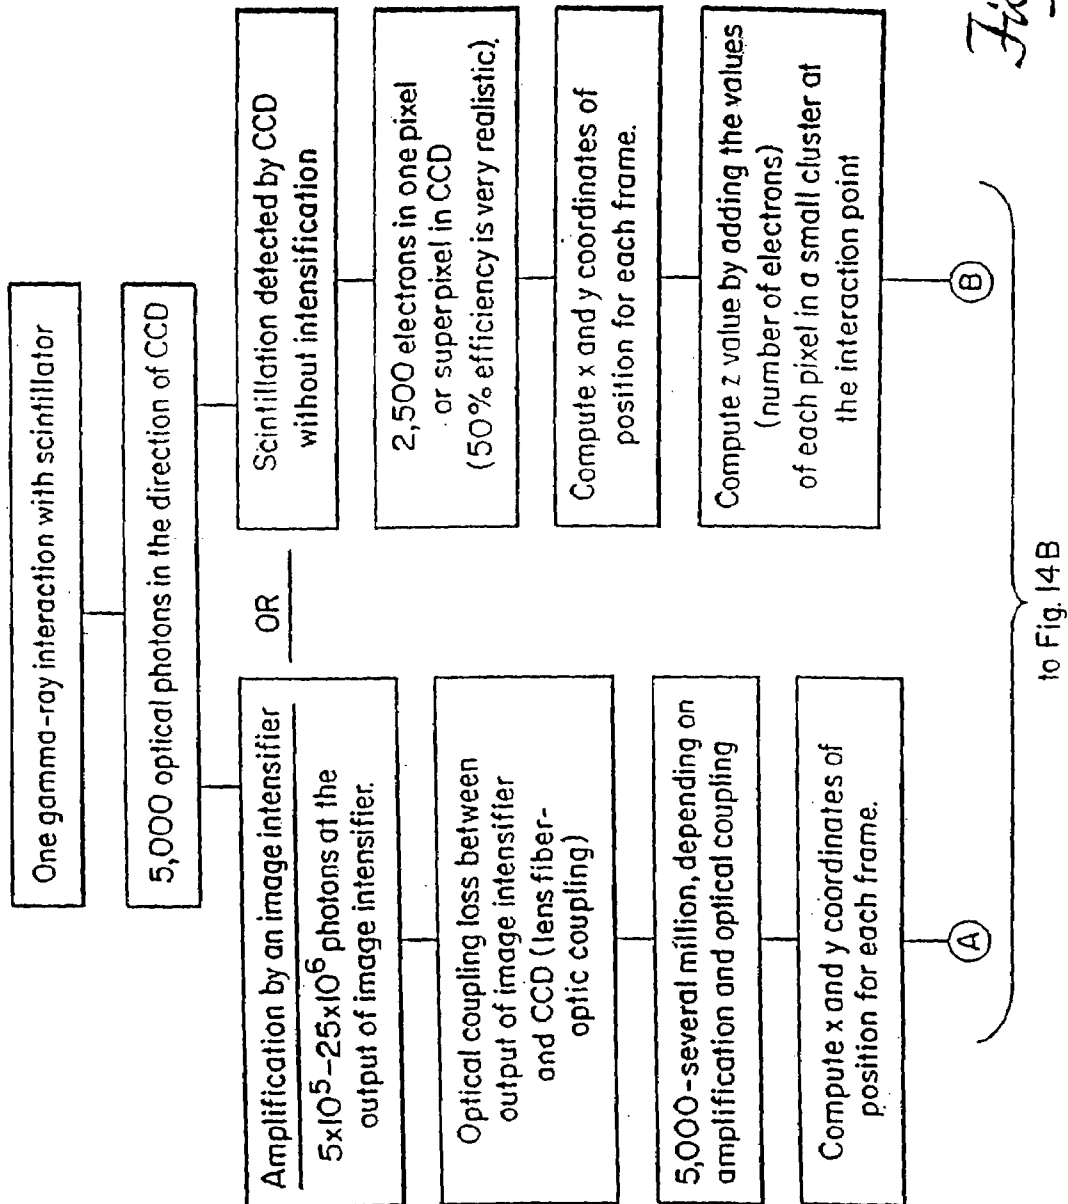 One gamma-ray interaction with scintillator
5,000 optical photons in the direction of CCD
Amplification by an image intensifier
5x10⁵-25x10⁶ photons at the
output of image intensifier.
Optical coupling loss between
output of image intensifier
and CCD (lens fiber-
optic coupling)
5,000-several million, depending on
amplification and optical coupling
Compute x and y coordinates of
position for each frame.
A
OR
Scintillation detected by CCD
without intensification
2,500 electrons in one pixel
or superpixel in CCD
(50% efficiency is very realistic).
Compute x and y coordinates of
position for each frame.
Compute z value by adding the values
(number of electrons)
of each pixel in a small cluster at
the interaction point
B
to Fig. 14B